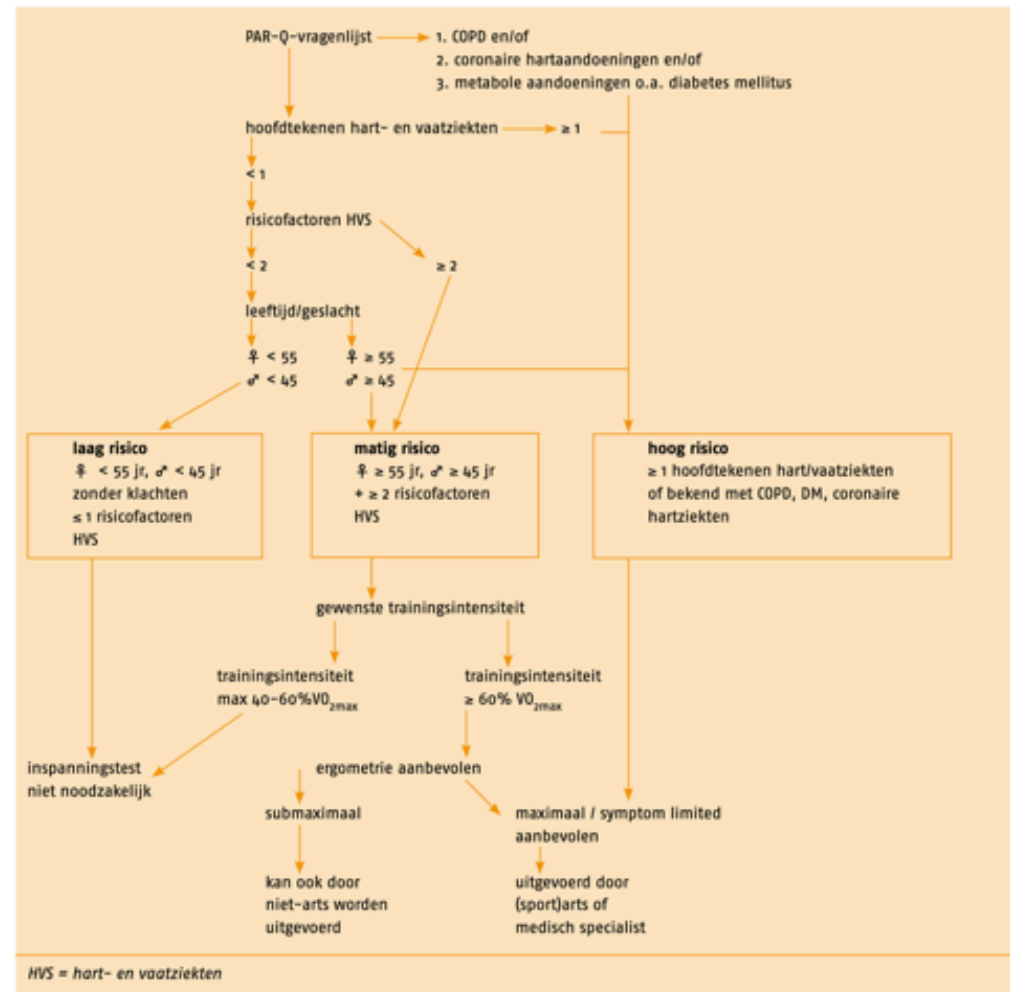 PAR-Q-vragenlijst
1. COPD en/of
2. coronaire hartaandoeningen en/of
3. metabole aandoeningen o.a. diabetes mellitus
hoofdtekenen hart- en vaatziekten
≥ 1
< 1
risicofactoren HVS
< 2
≥ 2
leeftijd/geslacht
♀ < 55
♂ < 45
♀ ≥ 55
♂ ≥ 45
laag risico
♀ < 55 jr, ♂ < 45 jr
zonder klachten
≤ 1 risicofactoren
HVS
matig risico
♀ ≥ 55 jr, ♂ ≥ 45 jr
+ ≥ 2 risicofactoren
HVS
hoog risico
≥ 1 hoofdtekenen hart/vaatziekten
of bekend met COPD, DM, coronaire
hartziekten
gewenste trainingsintensiteit
trainingsintensiteit
max 40-60%VO2max
trainingsintensiteit
≥ 60% VO2max
inspanningstest
niet noodzakelijk
ergometrie aanbevolen
submaximaal
maximaal / symptom limited
aanbevolen
kan ook door
niet-arts worden
uitgevoerd
uitgevoerd door
(sport)arts of
medisch specialist
HVS = hart- en vaatziekten